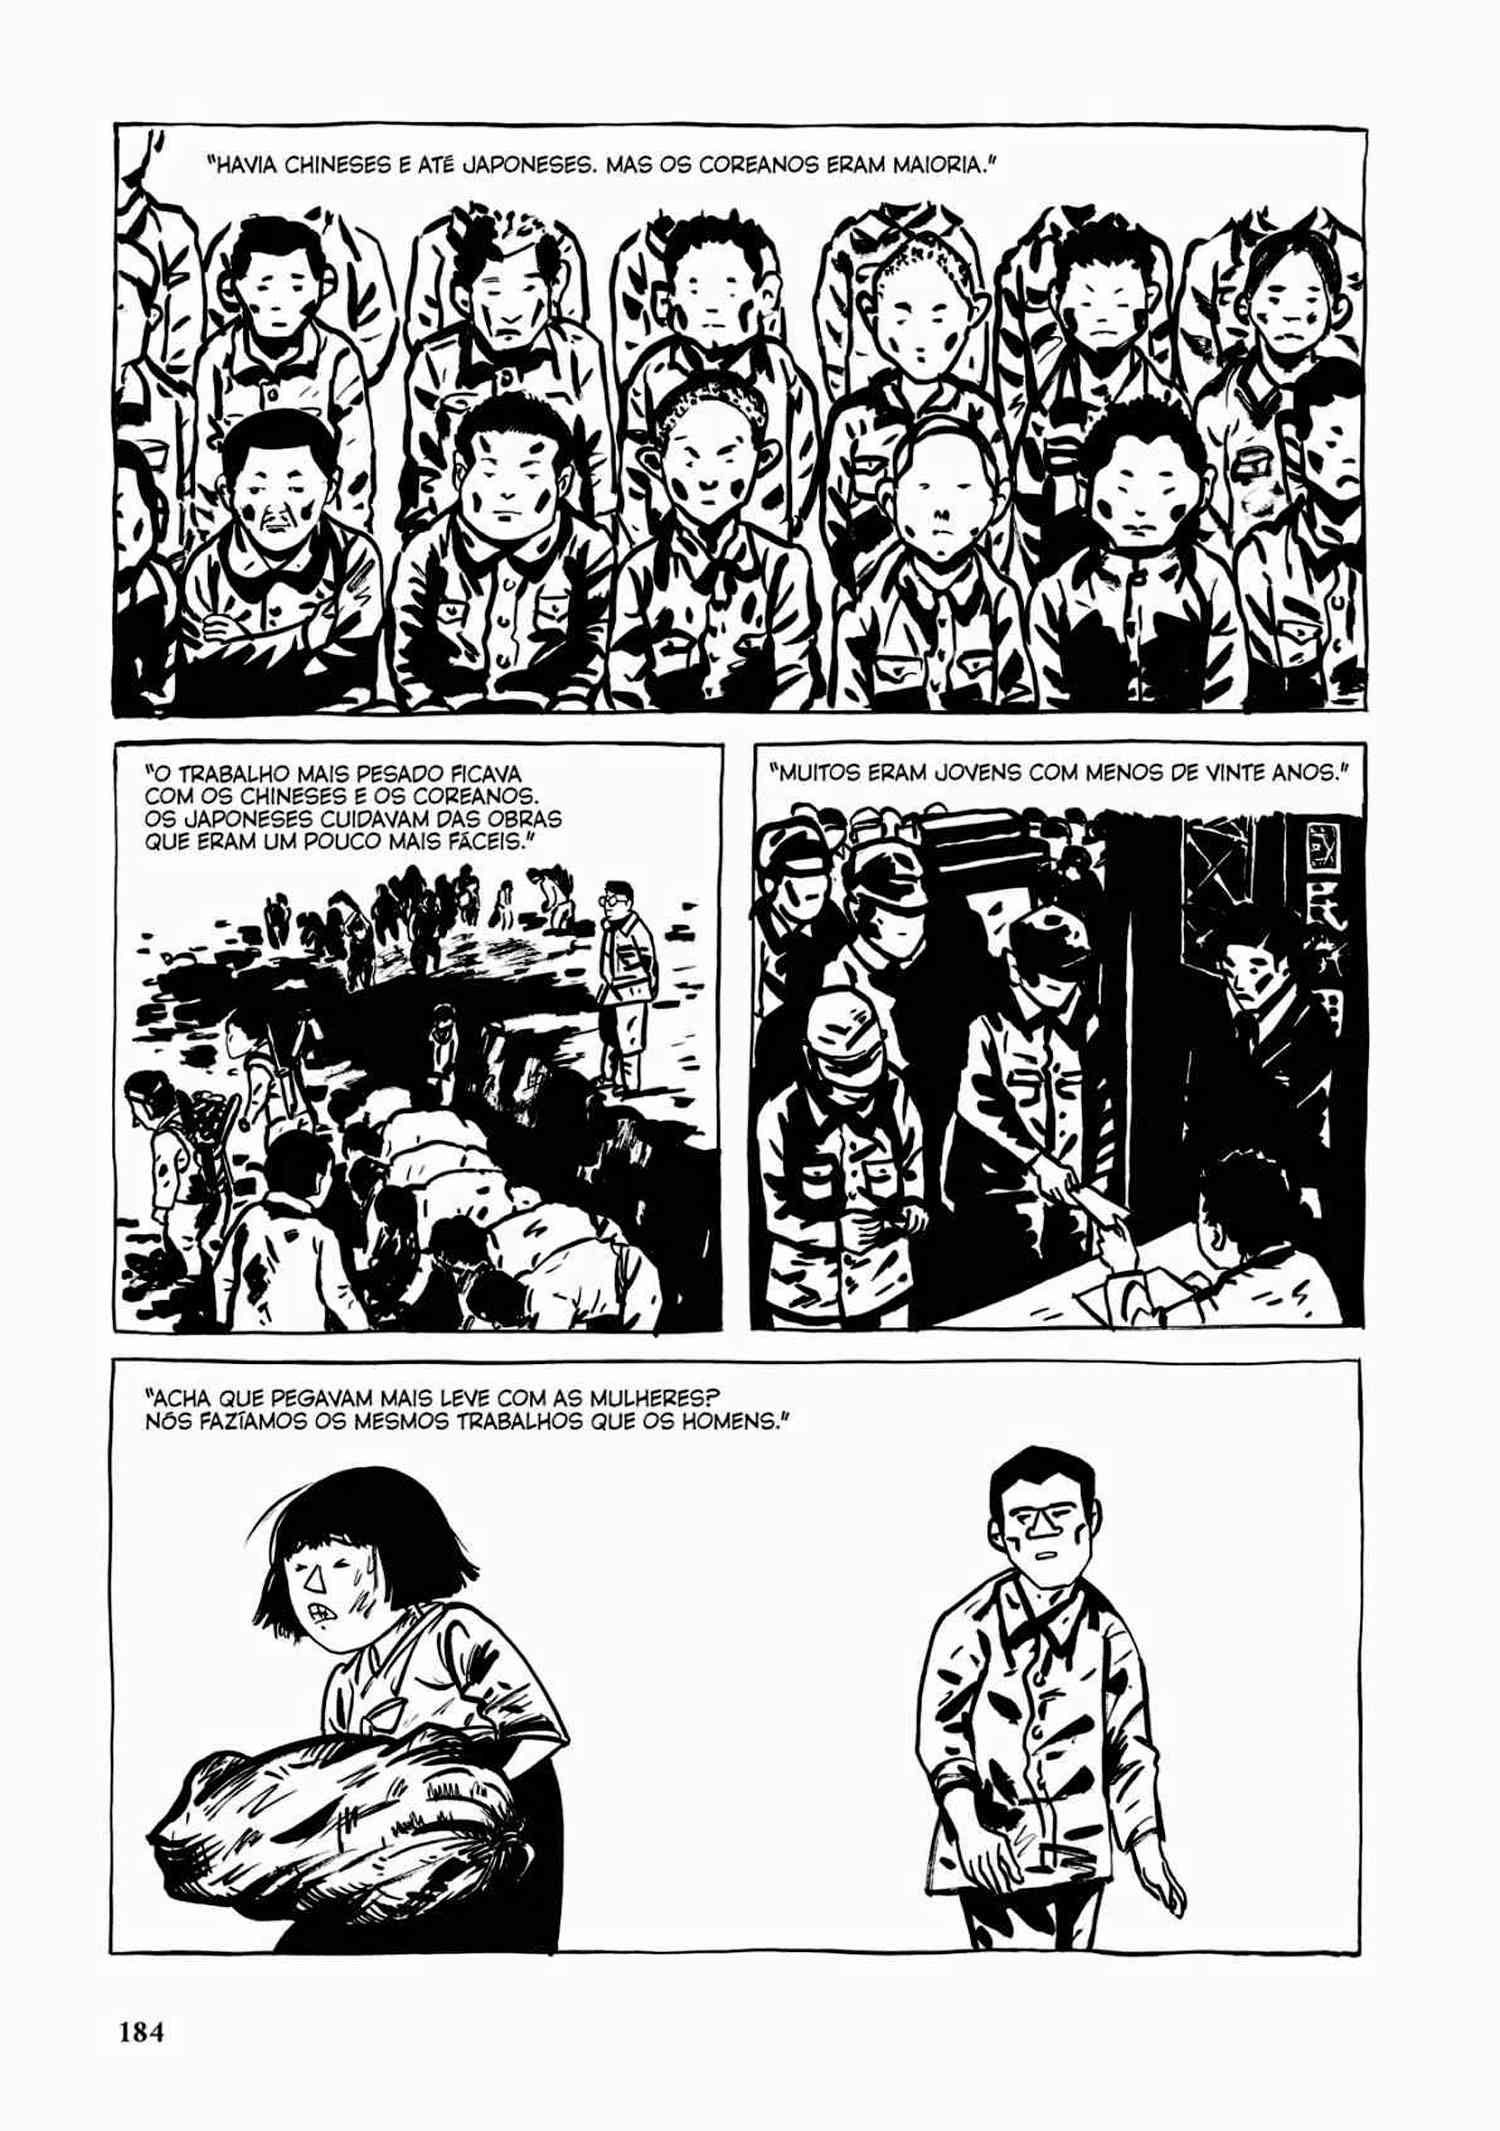 "HAVIA CHINESES E ATÉ JAPONESES. MAS OS COREANOS ERAM MAIORIA."
"O TRABALHO MAIS PESADO FICAVA
COM OS CHINESES E OS COREANOS.
OS JAPONESES CUIDAVAM DAS OBRAS
QUE ERAM UM POUCO MAIS FÁCEIS."
"MUITOS ERAM JOVENS COM MENOS DE VINTE ANOS."
"ACHA QUE PEGAVAM MAIS LEVE COM AS MULHERES?
NÓS FAZÍAMOS OS MESMOS TRABALHOS QUE OS HOMENS."
184